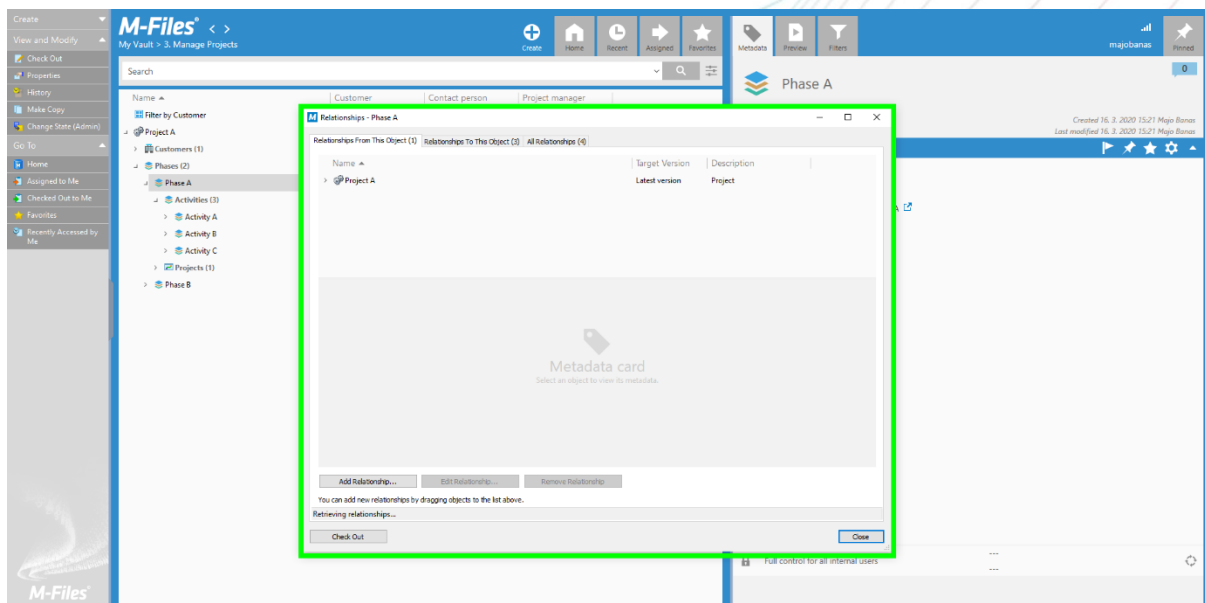 Create
View and Modify
Check Out
Properties
History
Make Copy
Change State (Admin)
Go To
Home
Assigned to Me
Checked Out to Me
Favorites
Recently Accessed by
Me
M-Files®
M-Files® < >
My Vault > 3. Manage Projects
Create
Home
Recent
Assigned
Favorites
Search
Name
Customer
Contact person
Project manager
Filter by Customer
Project A
Customers (1)
Phases (2)
Phase A
Activities (3)
Activity A
Activity B
Activity C
Projects (1)
Phase B
Relationships - Phase A
Relationships From This Object (1)
Relationships To This Object (3)
All Relationships (4)
Name
Target Version
Description
Project A
Latest version
Project
Metadata card
Select an object to view its metadata.
Add Relationship...
Edit Relationship...
Remove Relationship
You can add new relationships by dragging objects to the list above.
Retrieving relationships...
Check Out
Close
Metadata
Preview
Filters
majobanas
Pinned
Phase A
0
Created 16. 3. 2020 15:21 Majo Banas
Last modified 16. 3. 2020 15:21 Majo Banas
A
Full control for all internal users
---
---